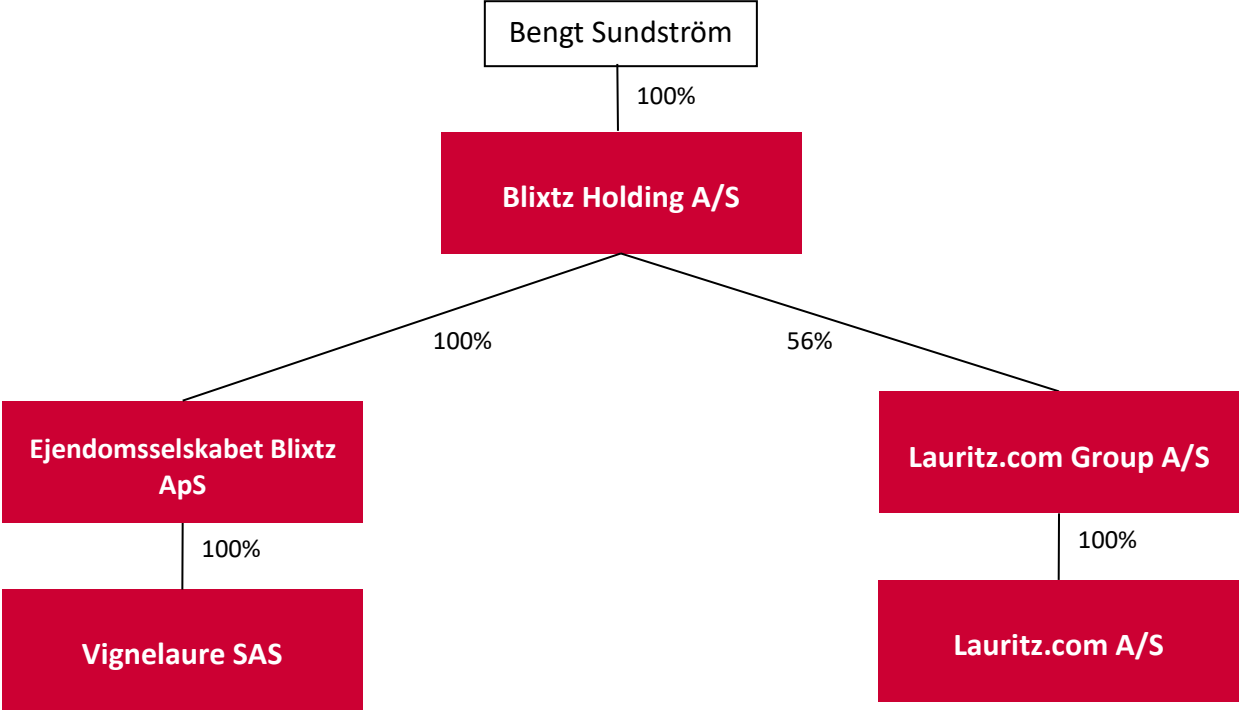 Bengt Sundström
100%
Blixtz Holding A/S
100%
56%
Ejendomsselskabet Blixtz
ApS
Lauritz.com Group A/S
100%
100%
Vignelaure SAS
Lauritz.com A/S